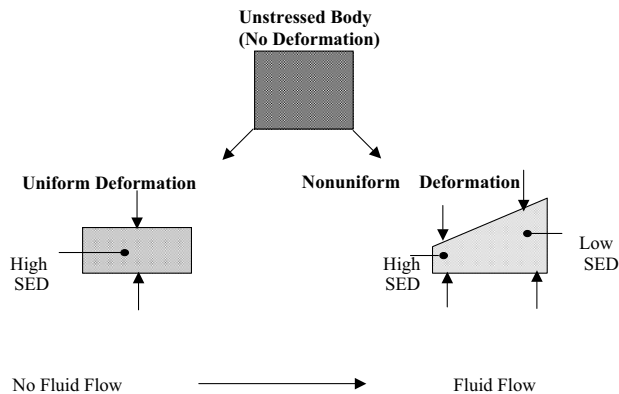 Unstressed Body
(No Deformation)
Uniform Deformation
Nonuniform Deformation
High
SED
High
SED
Low
SED
No Fluid Flow
Fluid Flow